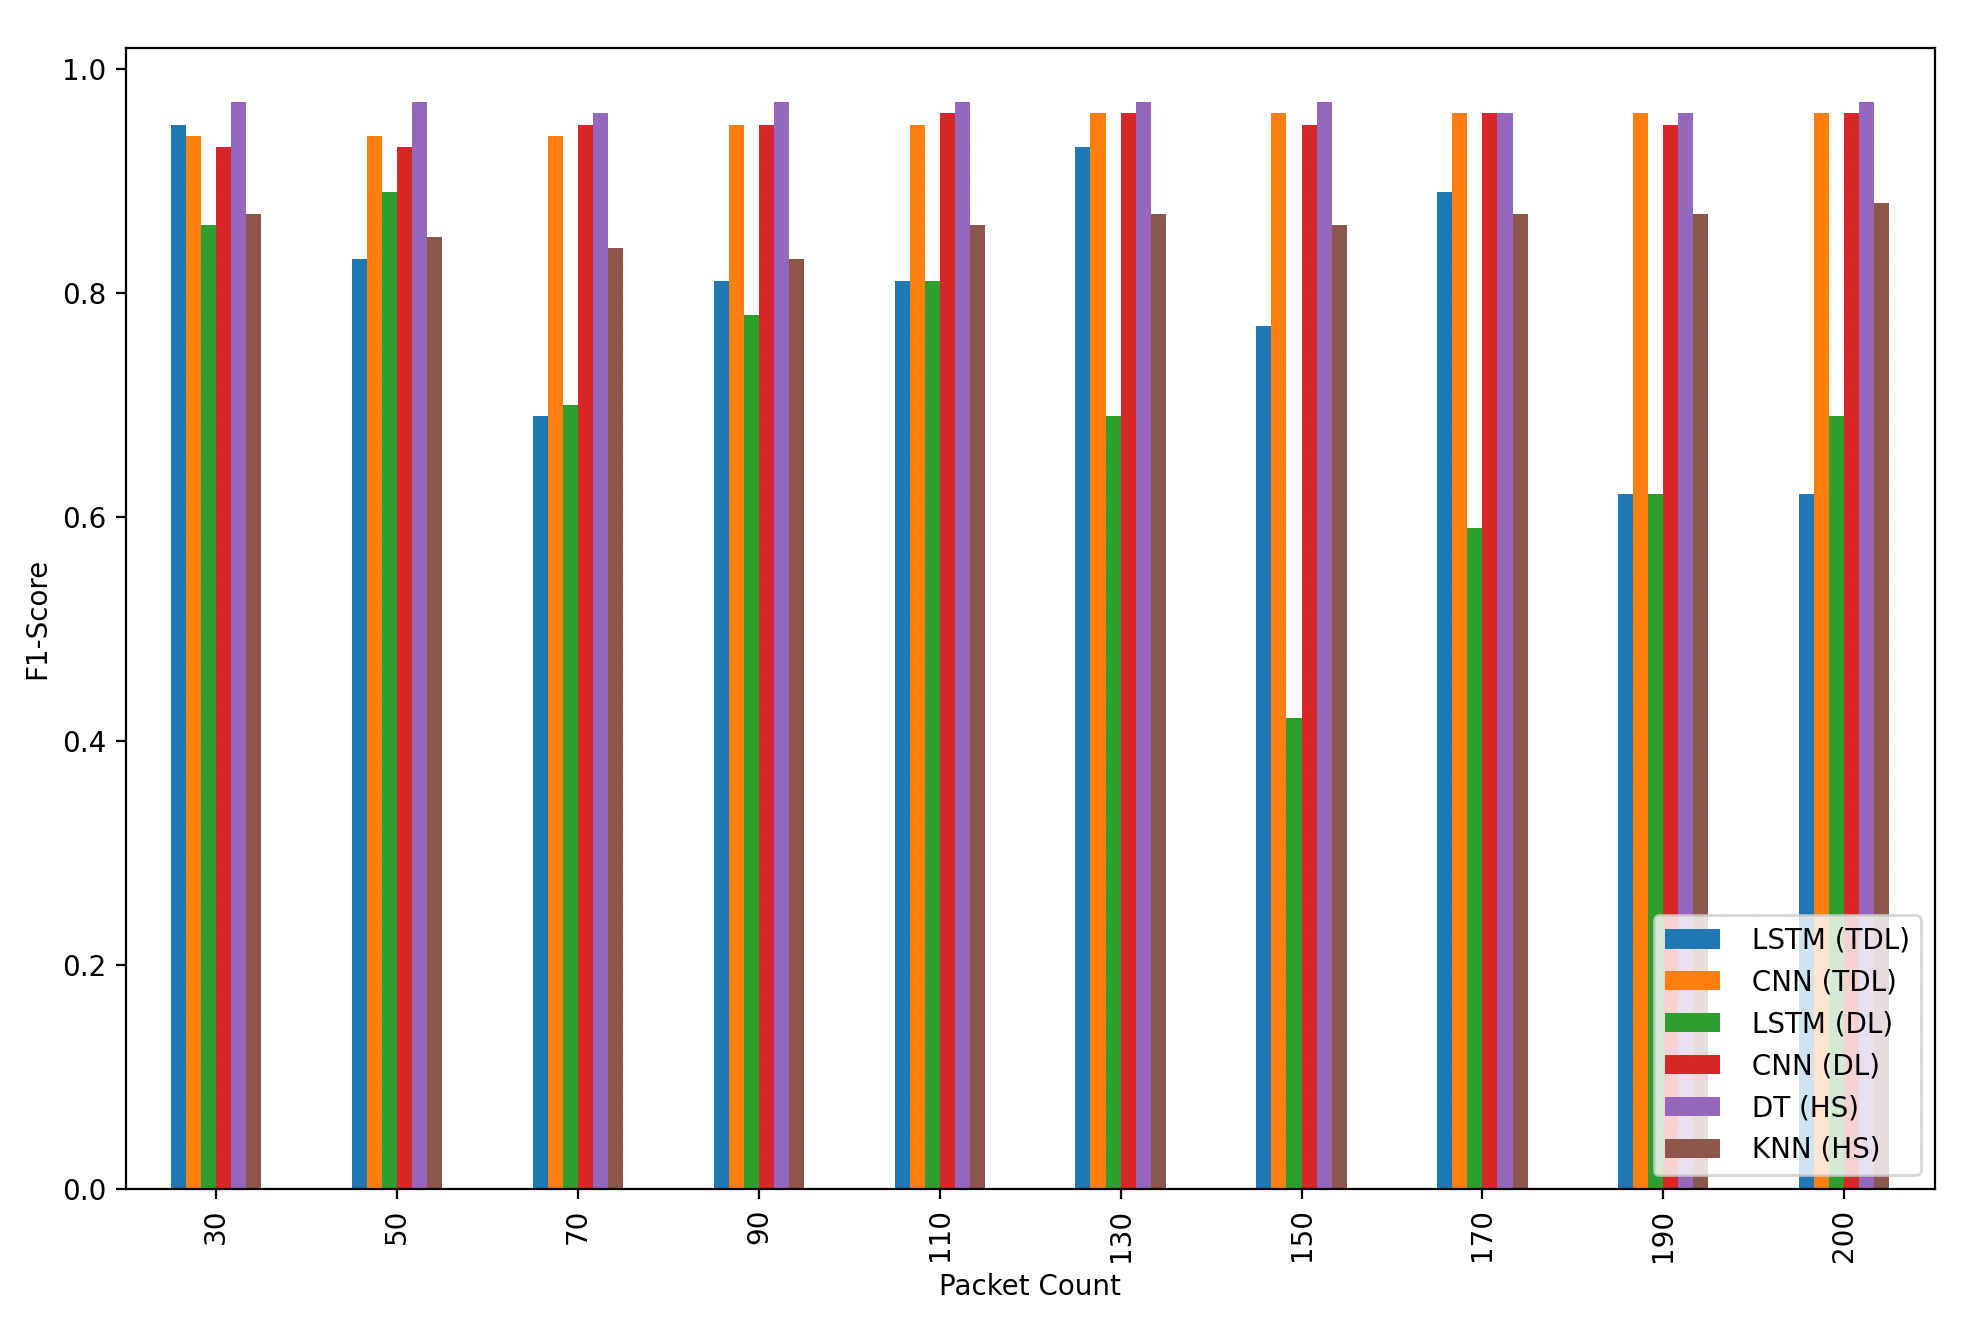 1.0
0.8
0.6
0.4
0.2
0.0
F1-Score
30
50
70
90
110
130
150
170
190
200
Packet Count
LSTM (TDL)
CNN (TDL)
LSTM (DL)
CNN (DL)
DT (HS)
KNN (HS)